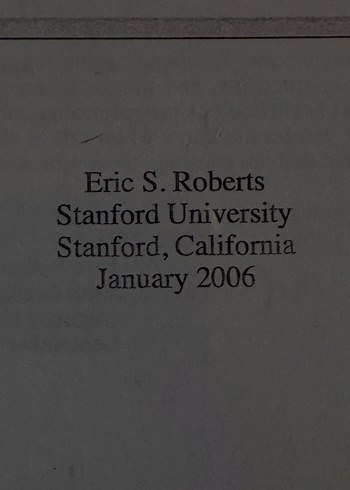 Eric S. Roberts
Stanford University
Stanford, California
January 2006